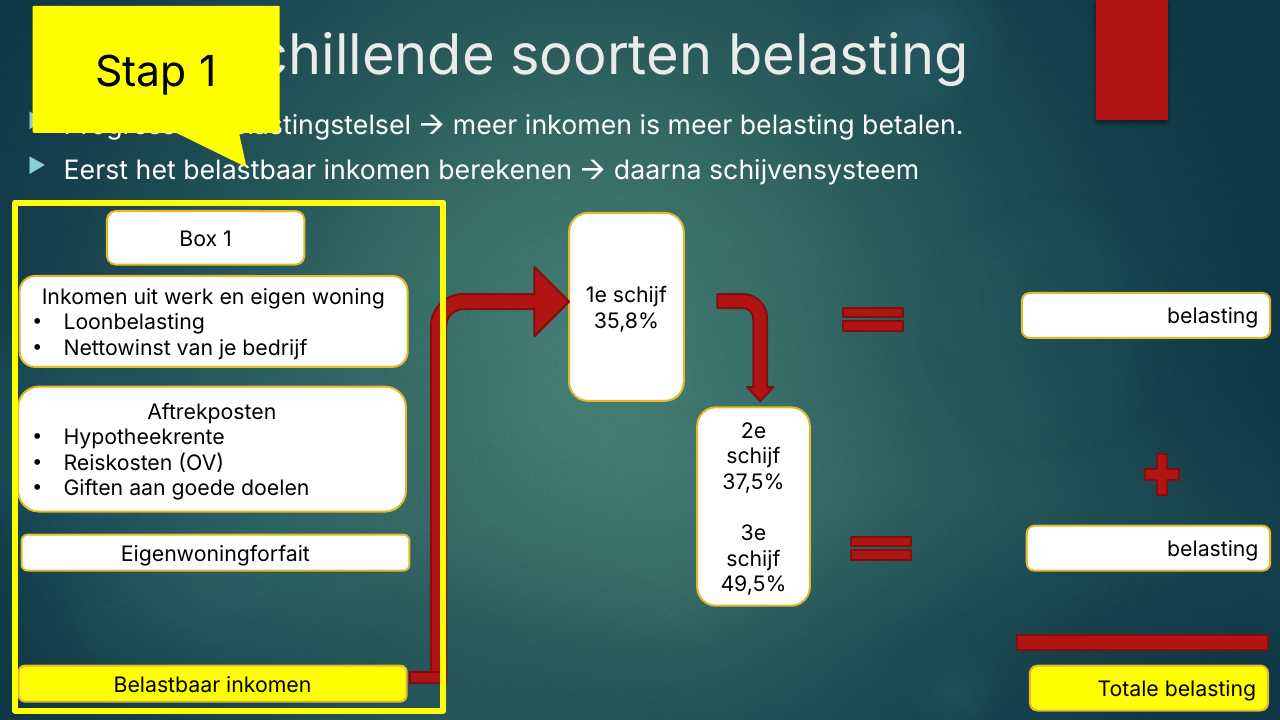 Stap 1
chillende soorten belasting
stingstelsel → meer inkomen is meer belasting betalen.
Eerst het belastbaar inkomen berekenen → daarna schijvensysteem
Box 1
Inkomen uit werk en eigen woning
• Loonbelasting
• Nettowinst van je bedrijf
Aftrekposten
• Hypotheekrente
• Reiskosten (OV)
• Giften aan goede doelen
Eigenwoningforfait
Belastbaar inkomen
1e schijf
35,8%
2e
schijf
37,5%
3e
schijf
49,5%
belasting
belasting
Totale belasting